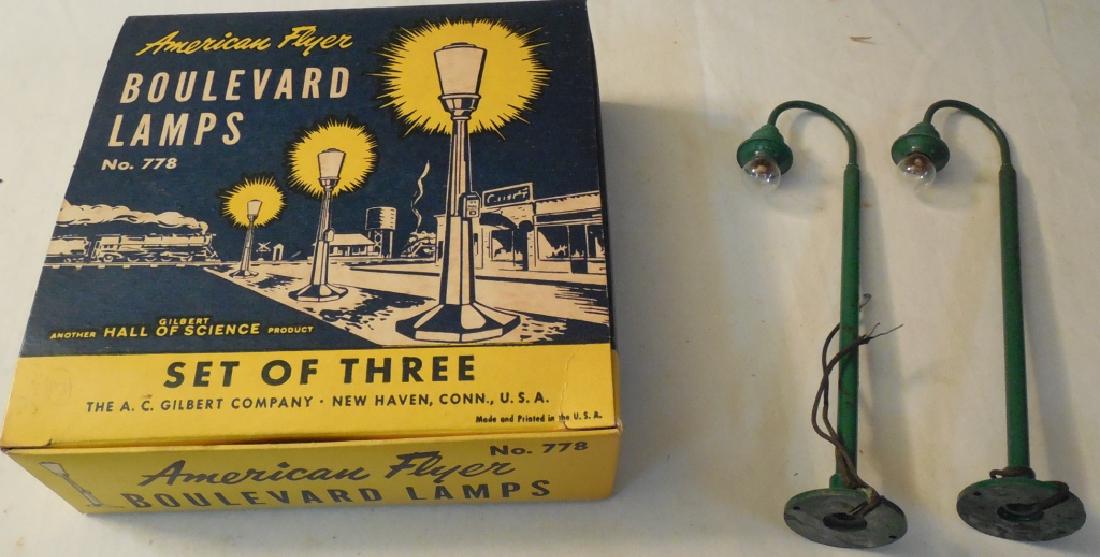 American Flyer
BOULEVARD
LAMPS
No. 778
GILBERT
ANOTHER HALL OF SCIENCE PRODUCT
SET OF THREE
THE A. C. GILBERT COMPANY · NEW HAVEN, CONN., U. S. A.
Made and Printed in the U. S. A.
No. 778
American Flyer
BOULEVARD LAMPS